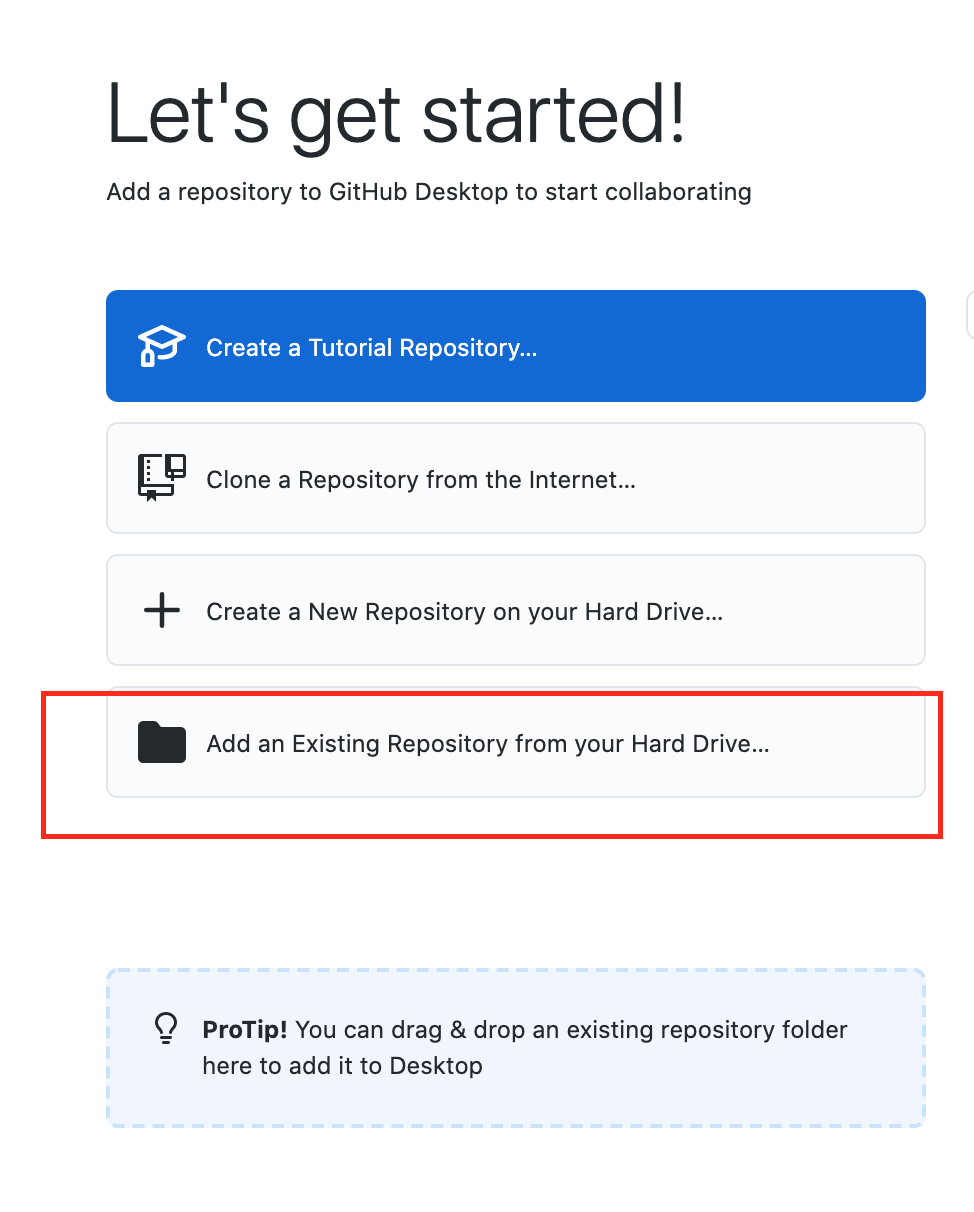 Let's get started!
Add a repository to GitHub Desktop to start collaborating
Create a Tutorial Repository...
Clone a Repository from the Internet...
Create a New Repository on your Hard Drive...
Add an Existing Repository from your Hard Drive...
ProTip! You can drag & drop an existing repository folder
here to add it to Desktop